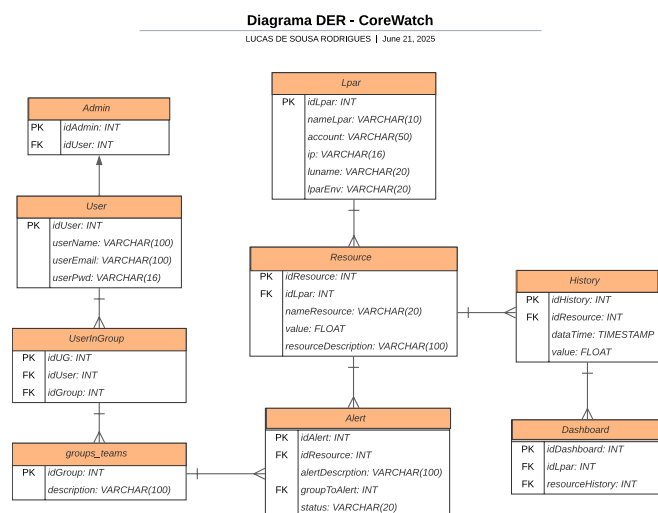 Diagrama DER - CoreWatch
LUCAS DE SOUSA RODRIGUES | June 21, 2025
Admin
PK idAdmin: INT
FK idUser: INT
User
PK idUser: INT
userName: VARCHAR(100)
userEmail: VARCHAR(100)
userPwd: VARCHAR(16)
UserInGroup
PK idUG: INT
FK idUser: INT
FK idGroup: INT
groups_teams
PK idGroup: INT
description: VARCHAR(100)
Lpar
PK idLpar: INT
nameLpar: VARCHAR(10)
account: VARCHAR(50)
ip: VARCHAR(16)
luname: VARCHAR(20)
lparEnv: VARCHAR(20)
Resource
PK idResource: INT
FK idLpar: INT
nameResource: VARCHAR(20)
value: FLOAT
resourceDescription: VARCHAR(100)
Alert
PK idAlert: INT
FK idResource: INT
alertDescrption: VARCHAR(100)
FK groupToAlert: INT
status: VARCHAR(20)
History
PK idHistory: INT
FK idResource: INT
dataTime: TIMESTAMP
value: FLOAT
Dashboard
PK idDashboard: INT
FK idLpar: INT
FK resourceHistory: INT